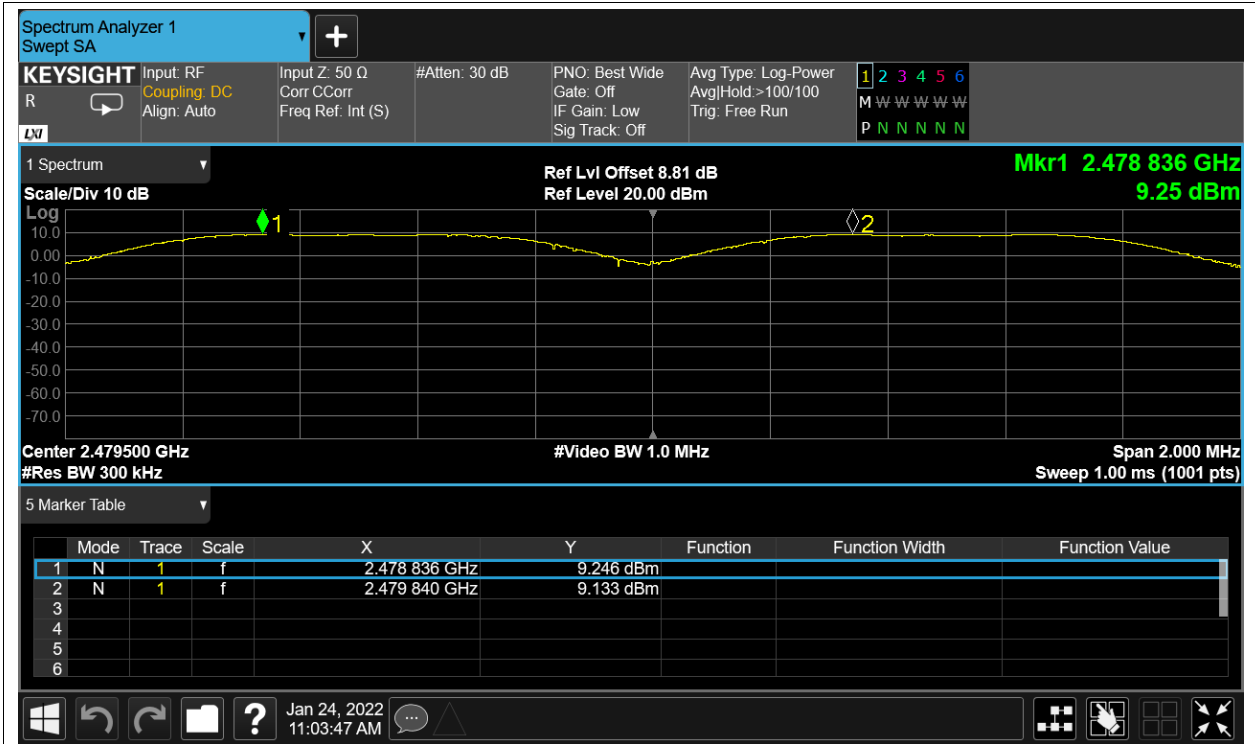 Spectrum Analyzer 1
Swept SA
KEYSIGHT
R
LXI
Input: RF
Coupling: DC
Align: Auto
Input Z: 50 Ω
Corr CCorr
Freq Ref: Int (S)
#Atten: 30 dB
PNO: Best Wide
Gate: Off
IF Gain: Low
Sig Track: Off
Avg Type: Log-Power
Avg|Hold:>100/100
Trig: Free Run
1 2 3 4 5 6
M W W W W W
P N N N N N
1 Spectrum
Scale/Div 10 dB
Ref Lvl Offset 8.81 dB
Ref Level 20.00 dBm
Mkr1 2.478 836 GHz
9.25 dBm
Log
1
2
10.0
0.00
-10.0
-20.0
-30.0
-40.0
-50.0
-60.0
-70.0
Center 2.479500 GHz
#Video BW 1.0 MHz
Span 2.000 MHz
#Res BW 300 kHz
Sweep 1.00 ms (1001 pts)
5 Marker Table
Mode Trace Scale X Y Function Function Width Function Value
1 N 1 f 2.478 836 GHz 9.246 dBm
2 N 1 f 2.479 840 GHz 9.133 dBm
3
4
5
6
?
Jan 24, 2022
11:03:47 AM